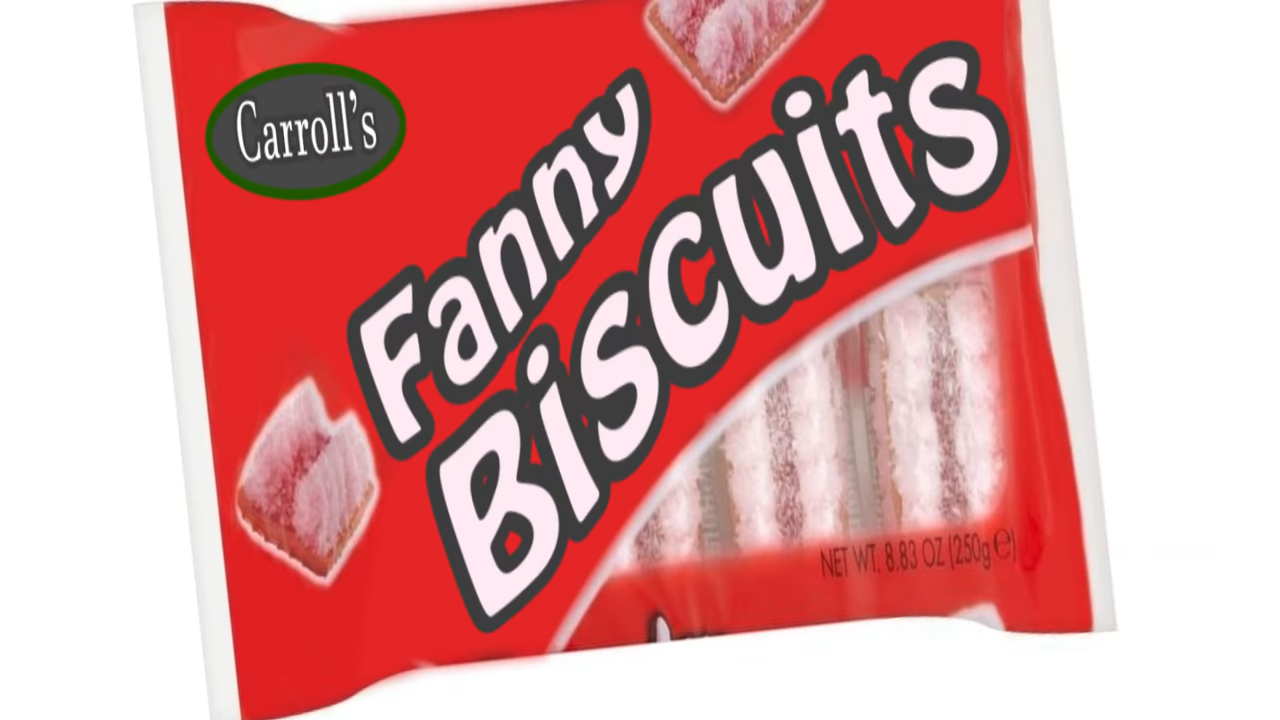 Carroll's
Fanny
Biscuits
NET WT. 8.83 OZ (250g ℮)